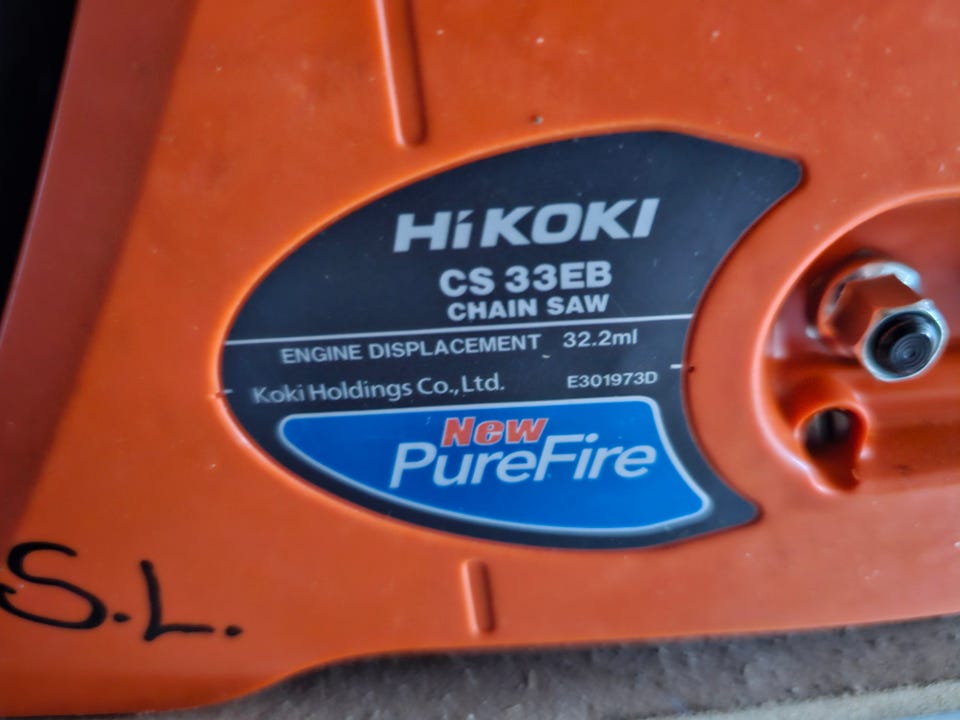 HiKOKI
CS 33EB
CHAIN SAW
ENGINE DISPLACEMENT 32.2ml
Koki Holdings Co.,Ltd. E301973D
New
PureFire
S.L.